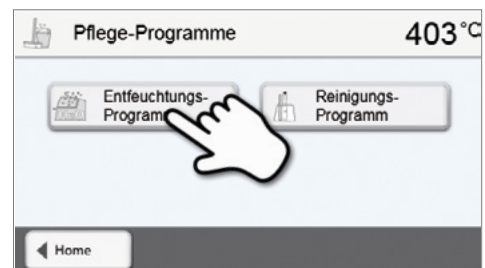 Pflege-Programme
403 °C
Entfeuchtungs-
Program
Reinigungs-
Programm
Home